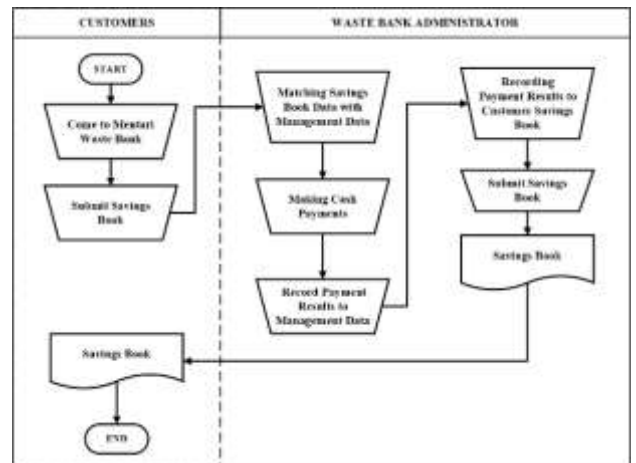 CUSTOMERS
WASTE BANK ADMINISTRATOR
START
Come to Mentari
Waste Bank
Submit Savings
Book
Matching Savings
Book Data with
Management Data
Making Cash
Payments
Record Payment
Results to
Management Data
Recording
Payment Results to
Customer Savings
Book
Submit Savings
Book
Savings Book
Savings Book
END